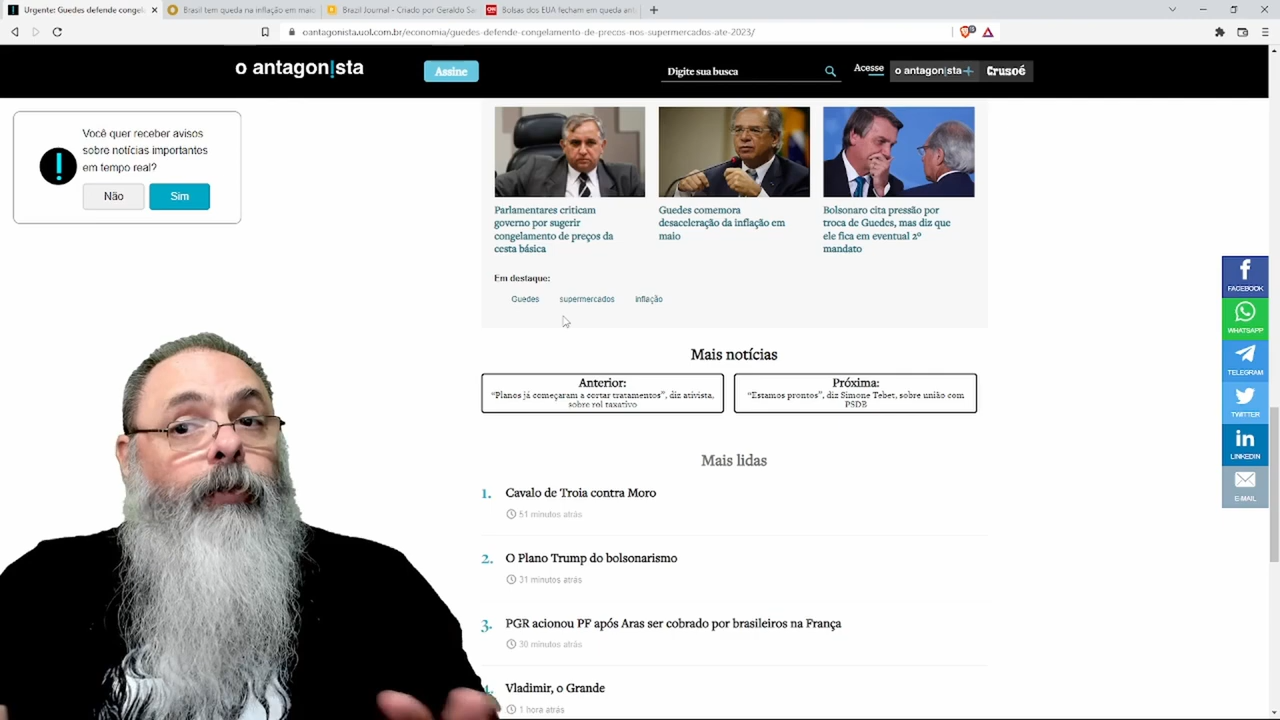 Urgente: Guedes defende congel
Brasil tem queda na inflação em maio
Brazil Journal - Criado por Geraldo Sa
Bolsas dos EUA fecham em queda ant
oantagonista.uol.com.br/economia/guedes-defende-congelamento-de-precos-nos-supermercados-ate-2023/
o antagon!sta
Assine
Digite sua busca
Acesse
o antagon|sta+
Crusoé
Você quer receber avisos
sobre notícias importantes
em tempo real?
Não
Sim
Parlamentares criticam
governo por sugerir
congelamento de preços da
cesta básica
Guedes comemora
desaceleração da inflação em
maio
Bolsonaro cita pressão por
troca de Guedes, mas diz que
ele fica em eventual 2º
mandato
Em destaque:
Guedes
supermercados
inflação
FACEBOOK
WHATSAPP
TELEGRAM
TWITTER
LINKEDIN
E-MAIL
Mais notícias
Anterior:
“Planos já começaram a cortar tratamentos”, diz ativista,
sobre rol taxativo
Próxima:
“Estamos prontos”, diz Simone Tebet, sobre união com
PSDB
Mais lidas
1. Cavalo de Troia contra Moro
51 minutos atrás
2. O Plano Trump do bolsonarismo
31 minutos atrás
3. PGR acionou PF após Aras ser cobrado por brasileiros na França
30 minutos atrás
4. Vladimir, o Grande
1 hora atrás